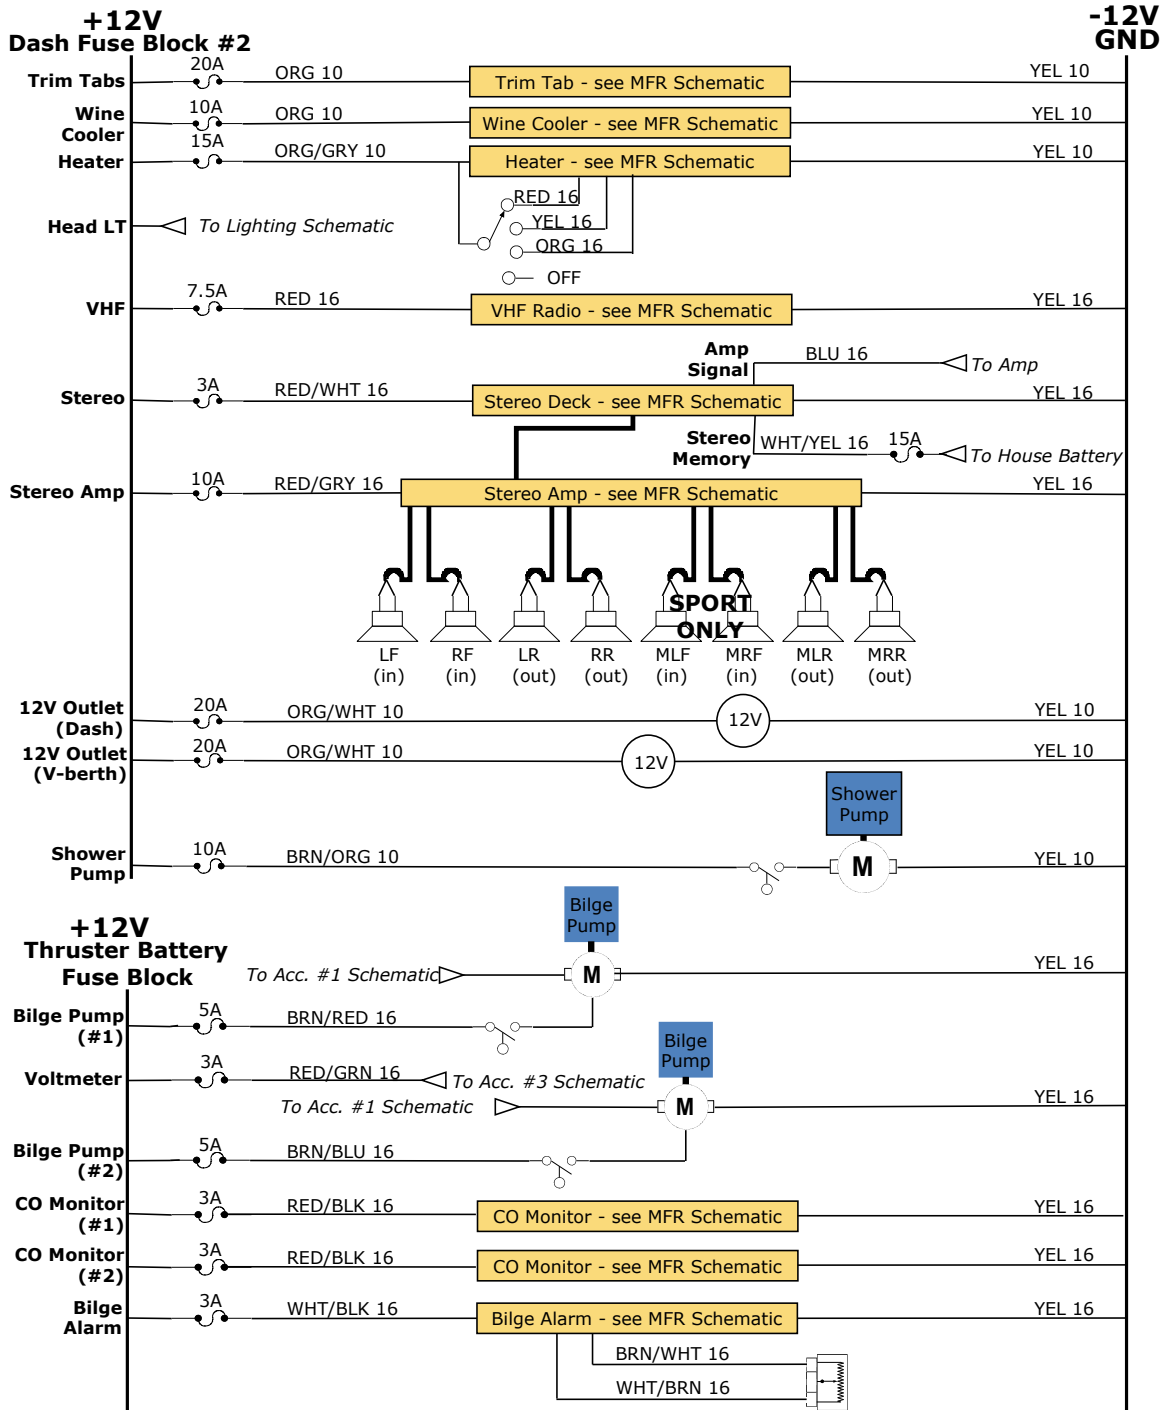 +12V
Dash Fuse Block #2
-12V
GND
Trim Tabs
20A
ORG 10
Trim Tab - see MFR Schematic
YEL 10
Wine
Cooler
10A
ORG 10
Wine Cooler - see MFR Schematic
YEL 10
Heater
15A
ORG/GRY 10
Heater - see MFR Schematic
YEL 10
RED 16
YEL 16
ORG 16
OFF
Head LT
To Lighting Schematic
VHF
7.5A
RED 16
VHF Radio - see MFR Schematic
YEL 16
Amp
Signal
BLU 16
To Amp
Stereo
3A
RED/WHT 16
Stereo Deck - see MFR Schematic
YEL 16
Stereo
Memory
WHT/YEL 16
15A
To House Battery
Stereo Amp
10A
RED/GRY 16
Stereo Amp - see MFR Schematic
YEL 16
SPORT
ONLY
LF
(in)
RF
(in)
LR
(out)
RR
(out)
MLF
(in)
MRF
(in)
MLR
(out)
MRR
(out)
12V Outlet
(Dash)
20A
ORG/WHT 10
12V
YEL 10
12V Outlet
(V-berth)
20A
ORG/WHT 10
12V
YEL 10
Shower
Pump
Shower
Pump
10A
BRN/ORG 10
M
YEL 10
+12V
Thruster Battery
Fuse Block
Bilge
Pump
To Acc. #1 Schematic
M
YEL 16
Bilge Pump
(#1)
5A
BRN/RED 16
Voltmeter
3A
RED/GRN 16
To Acc. #3 Schematic
Bilge
Pump
To Acc. #1 Schematic
M
YEL 16
Bilge Pump
(#2)
5A
BRN/BLU 16
CO Monitor
(#1)
3A
RED/BLK 16
CO Monitor - see MFR Schematic
YEL 16
CO Monitor
(#2)
3A
RED/BLK 16
CO Monitor - see MFR Schematic
YEL 16
Bilge
Alarm
3A
WHT/BLK 16
Bilge Alarm - see MFR Schematic
YEL 16
BRN/WHT 16
WHT/BRN 16